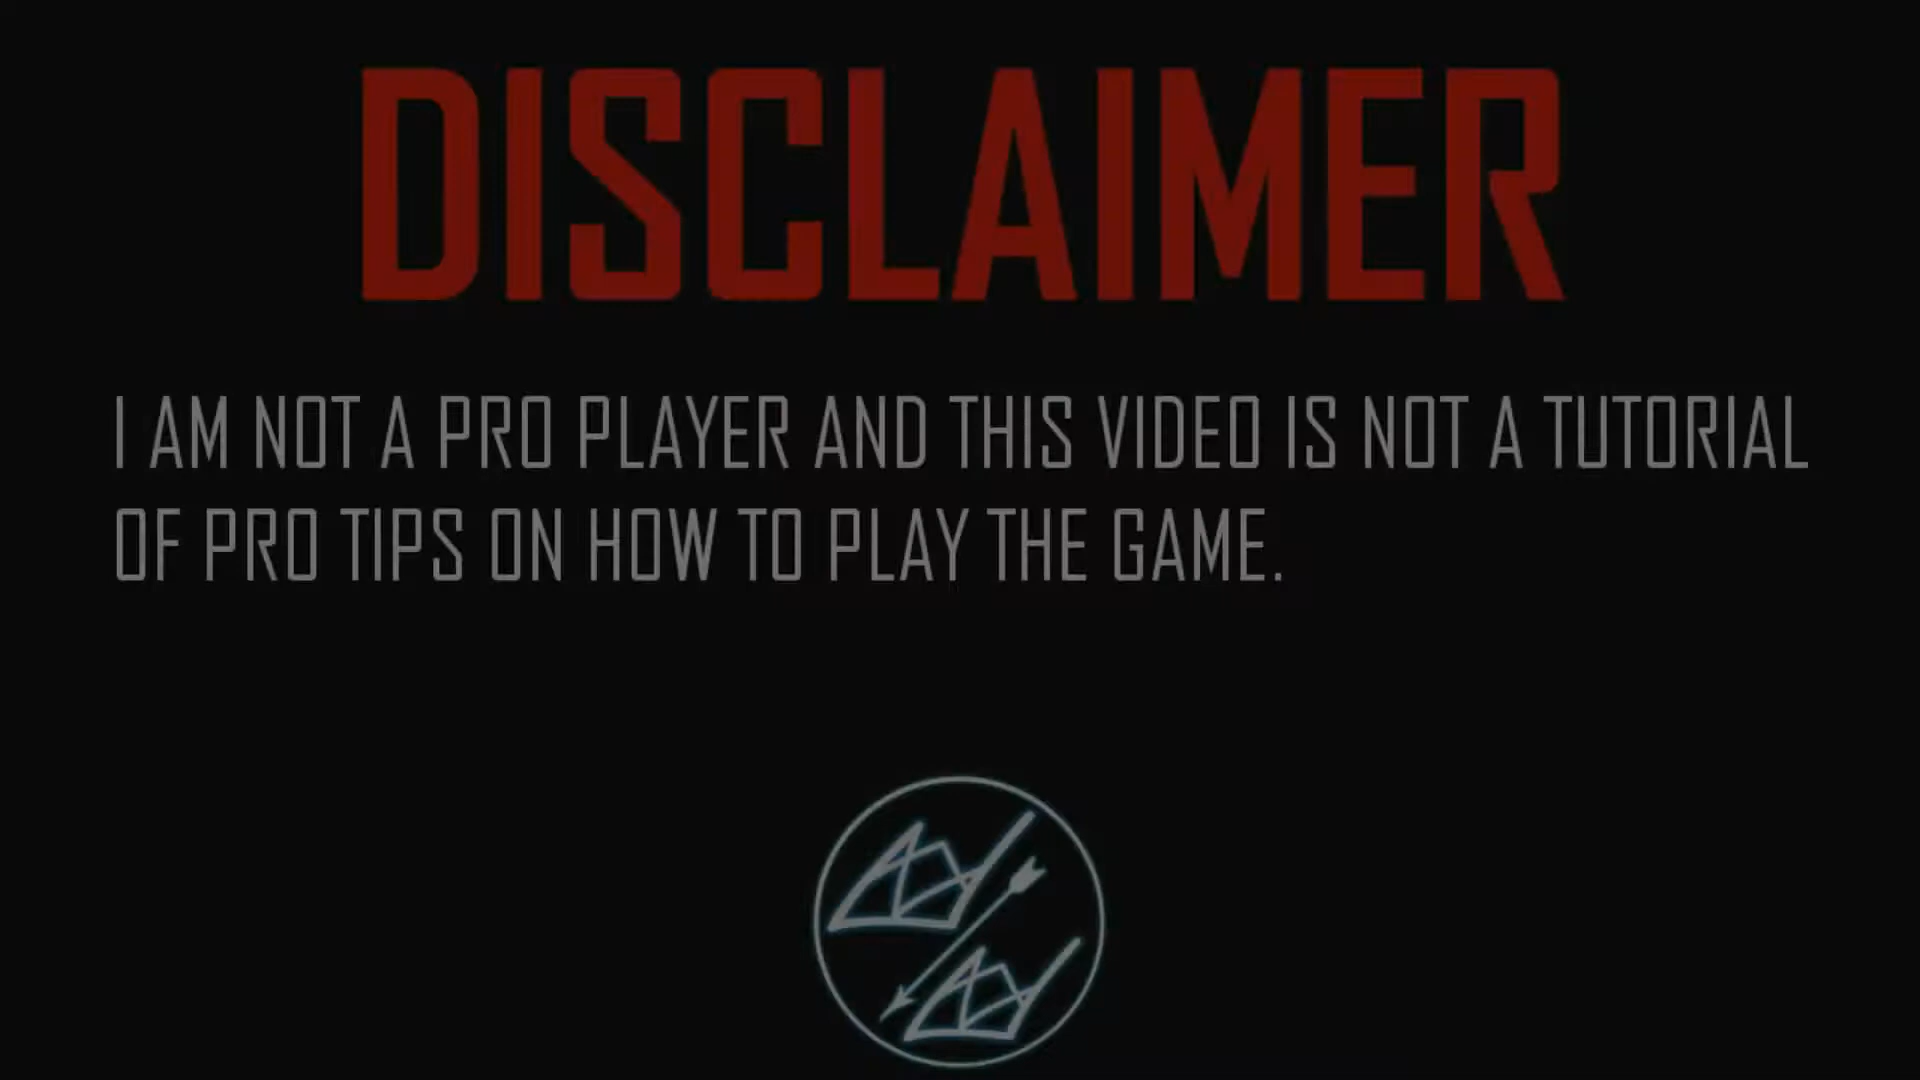 DISCLAIMER
I AM NOT A PRO PLAYER AND THIS VIDEO IS NOT A TUTORIAL
OF PRO TIPS ON HOW TO PLAY THE GAME.